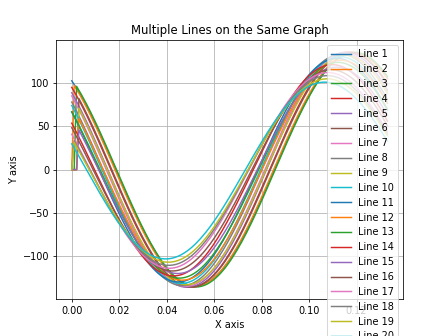 Multiple Lines on the Same Graph
Y axis
100
50
0
−50
−100
0.00
0.02
0.04
0.06
0.08
0.10
X axis
Line 1
Line 2
Line 3
Line 4
Line 5
Line 6
Line 7
Line 8
Line 9
Line 10
Line 11
Line 12
Line 13
Line 14
Line 15
Line 16
Line 17
Line 18
Line 19
Line 20